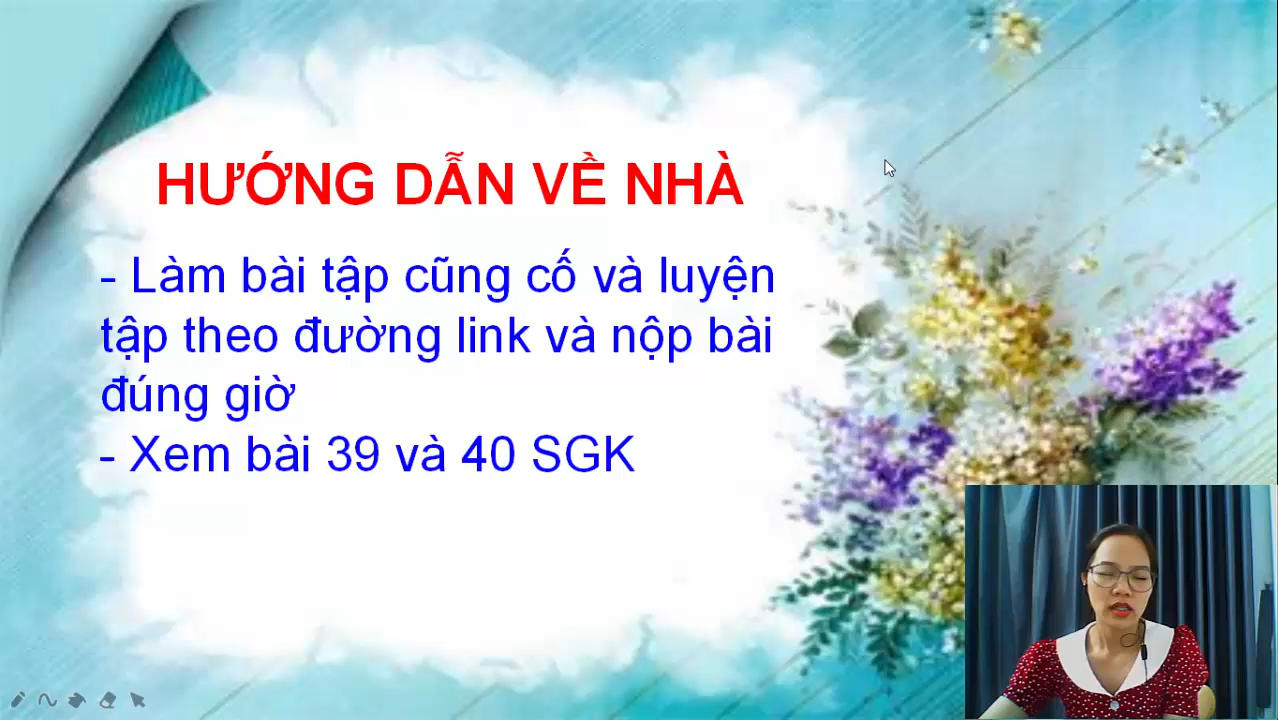 HƯỚNG DẪN VỀ NHÀ
- Làm bài tập cũng cố và luyện
tập theo đường link và nộp bài
đúng giờ
- Xem bài 39 và 40 SGK